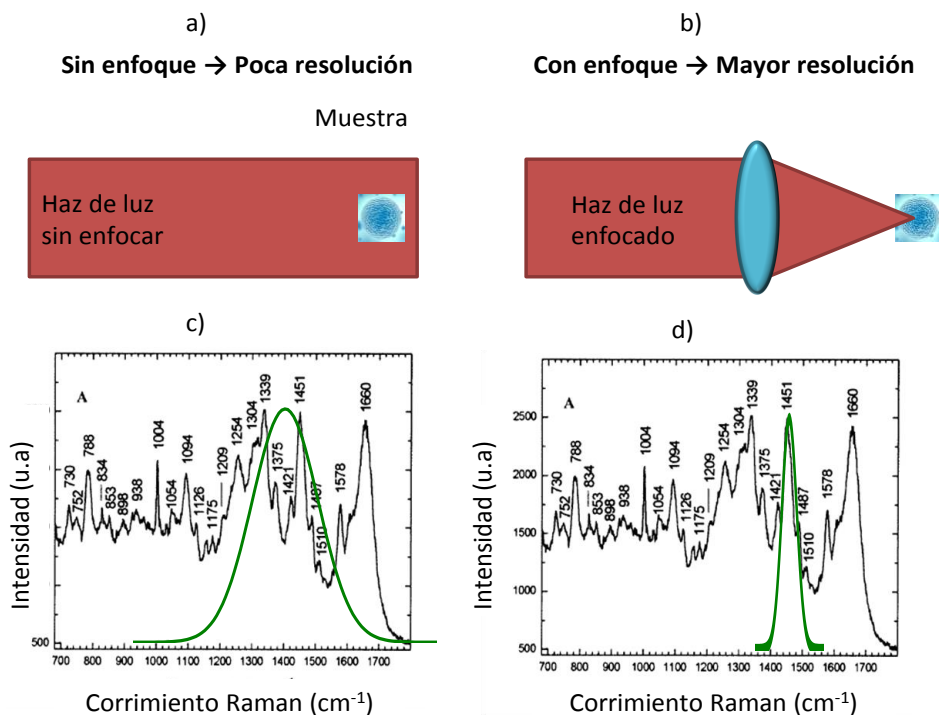 a)
Sin enfoque → Poca resolución
Muestra
Haz de luz
sin enfocar
b)
Con enfoque → Mayor resolución
Haz de luz
enfocado
c)
A
730
752
788
834
853
898
938
1004
1054
1094
1126
1175
1209
1254
1304
1339
1375
1421
1451
1487
1510
1578
1660
500
700 800 900 1000 1100 1200 1300 1400 1500 1600 1700
Intensidad (u.a)
Corrimiento Raman (cm⁻¹)
d)
A
730
752
788
834
853
898
938
1004
1054
1094
1126
1175
1209
1254
1304
1339
1375
1421
1451
1487
1510
1578
1660
2500
2000
1500
1000
500
700 800 900 1000 1100 1200 1300 1400 1500 1600 1700
Intensidad (u.a)
Corrimiento Raman (cm⁻¹)